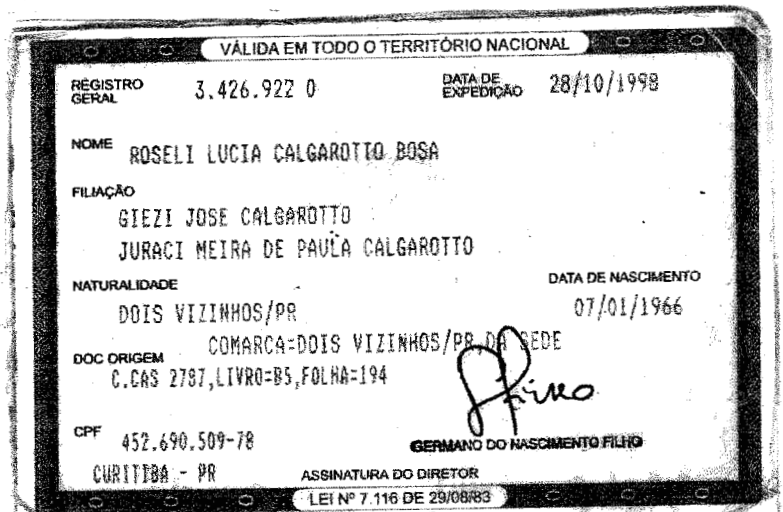 VÁLIDA EM TODO O TERRITÓRIO NACIONAL
REGISTRO GERAL 3.426.922 0 DATA DE EXPEDIÇÃO 28/10/1998
NOME ROSELI LUCIA CALGAROTTO BOSA
FILIAÇÃO
GIEZI JOSE CALGAROTTO
JURACI MEIRA DE PAULA CALGAROTTO
NATURALIDADE DATA DE NASCIMENTO
DOIS VIZINHOS/PR 07/01/1966
COMARCA=DOIS VIZINHOS/PR,DA SEDE
DOC ORIGEM
C.CAS 2787,LIVRO=B5,FOLHA=194
CPF 452.690.509-78
GERMANO DO NASCIMENTO FILHO
CURITIBA - PR ASSINATURA DO DIRETOR
LEI Nº 7.116 DE 29/08/83